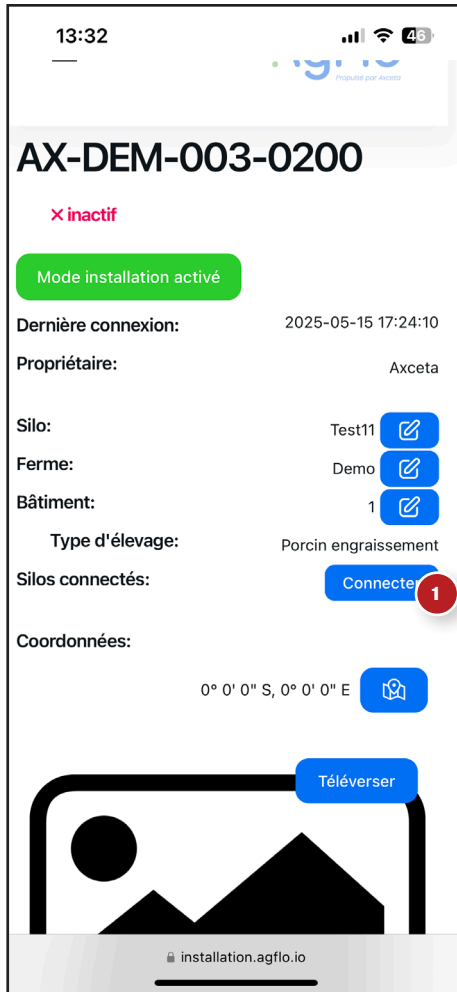 13:32
46
Propulsé par Axceta
AX-DEM-003-0200
× inactif
Mode installation activé
Dernière connexion: 2025-05-15 17:24:10
Propriétaire: Axceta
Silo: Test11
Ferme: Demo
Bâtiment: 1
Type d'élevage: Porcin engraissement
Silos connectés: Connecter
1
Coordonnées:
0° 0' 0" S, 0° 0' 0" E
Téléverser
installation.agflo.io